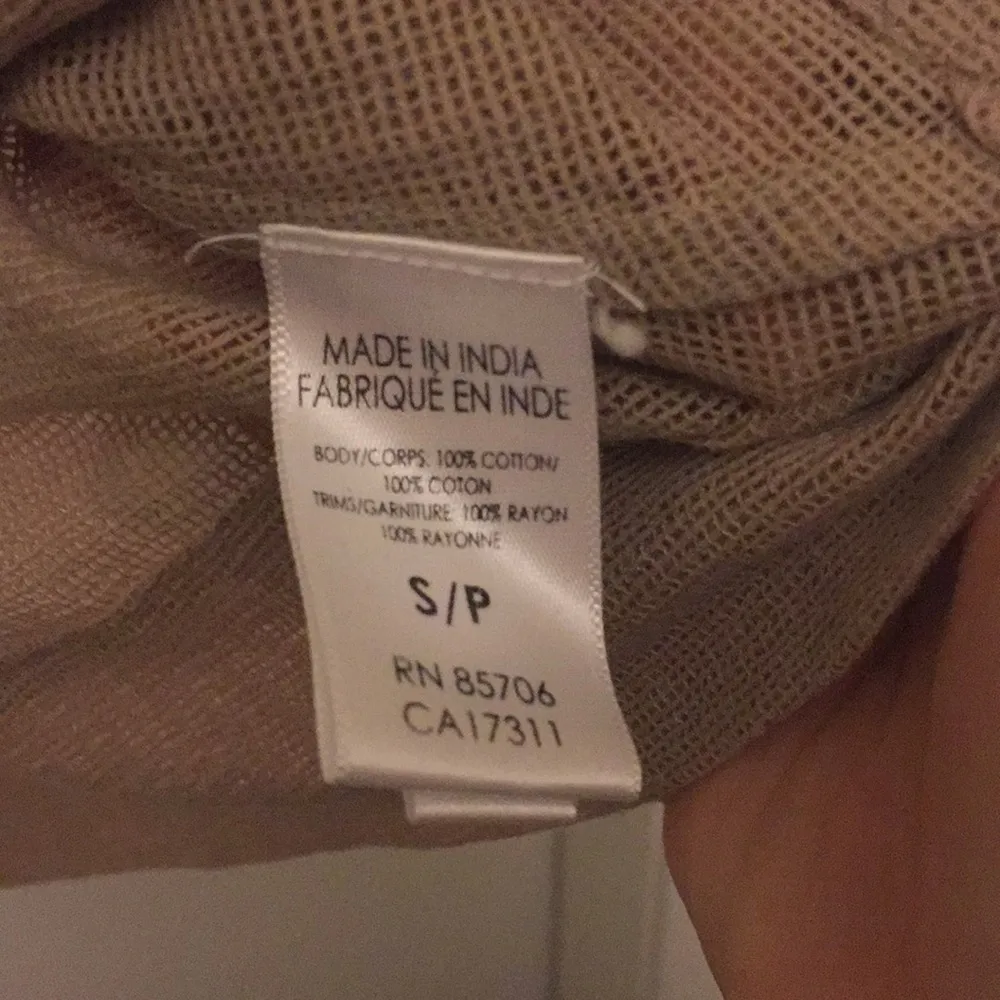 MADE IN INDIA
FABRIQUÉ EN INDE
BODY/CORPS. 100% COTTON/
100% COTON
TRIMS/GARNITURE 100% RAYON
100% RAYONNE
S/P
RN 85706
CA17311